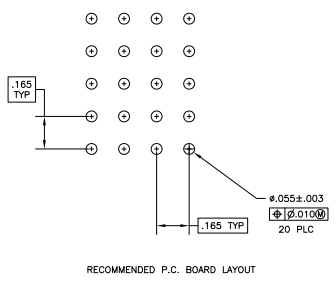 .165
TYP
ø.055±.003
⌖ ø.010Ⓜ
.165 TYP
20 PLC
RECOMMENDED P.C. BOARD LAYOUT